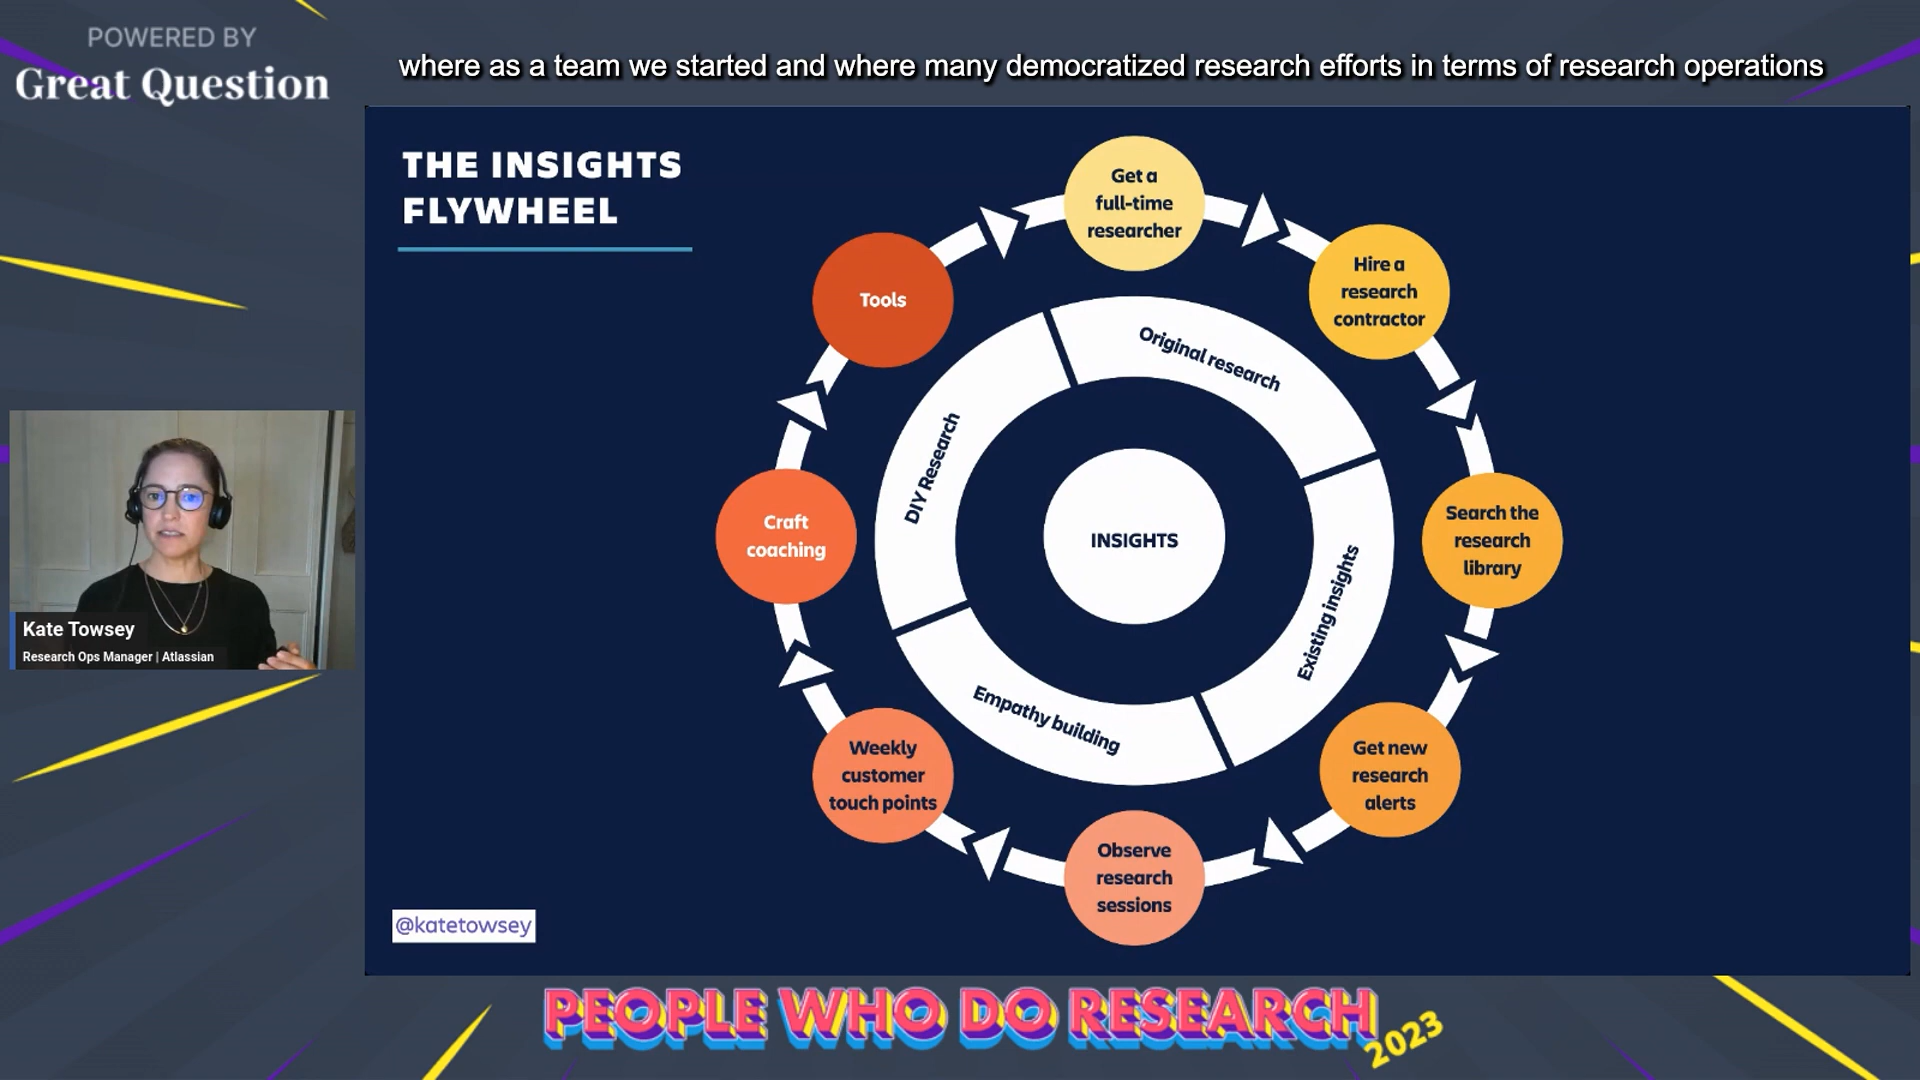 POWERED BY
Great Question
where as a team we started and where many democratized research efforts in terms of research operations
THE INSIGHTS
FLYWHEEL
Get a
full-time
researcher
Hire a
research
contractor
Search the
research
library
Get new
research
alerts
Observe
research
sessions
Weekly
customer
touch points
Craft
coaching
Tools
Original research
Existing insights
Empathy building
DIY Research
INSIGHTS
Kate Towsey
Research Ops Manager | Atlassian
@katetowsey
PEOPLE WHO DO RESEARCH
2023